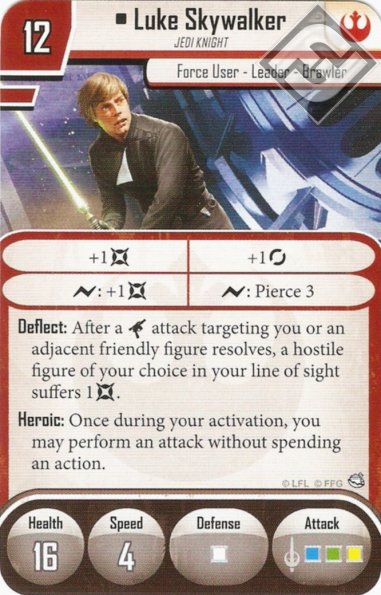 12
Luke Skywalker
JEDI KNIGHT
Force User - Leader - Brawler
+1
+1
: +1
: Pierce 3
Deflect: After a attack targeting you or an
adjacent friendly figure resolves, a hostile
figure of your choice in your line of sight
suffers 1 .
Heroic: Once during your activation, you
may perform an attack without spending
an action.
© LFL © FFG
Health
Speed
Defense
Attack
16
4